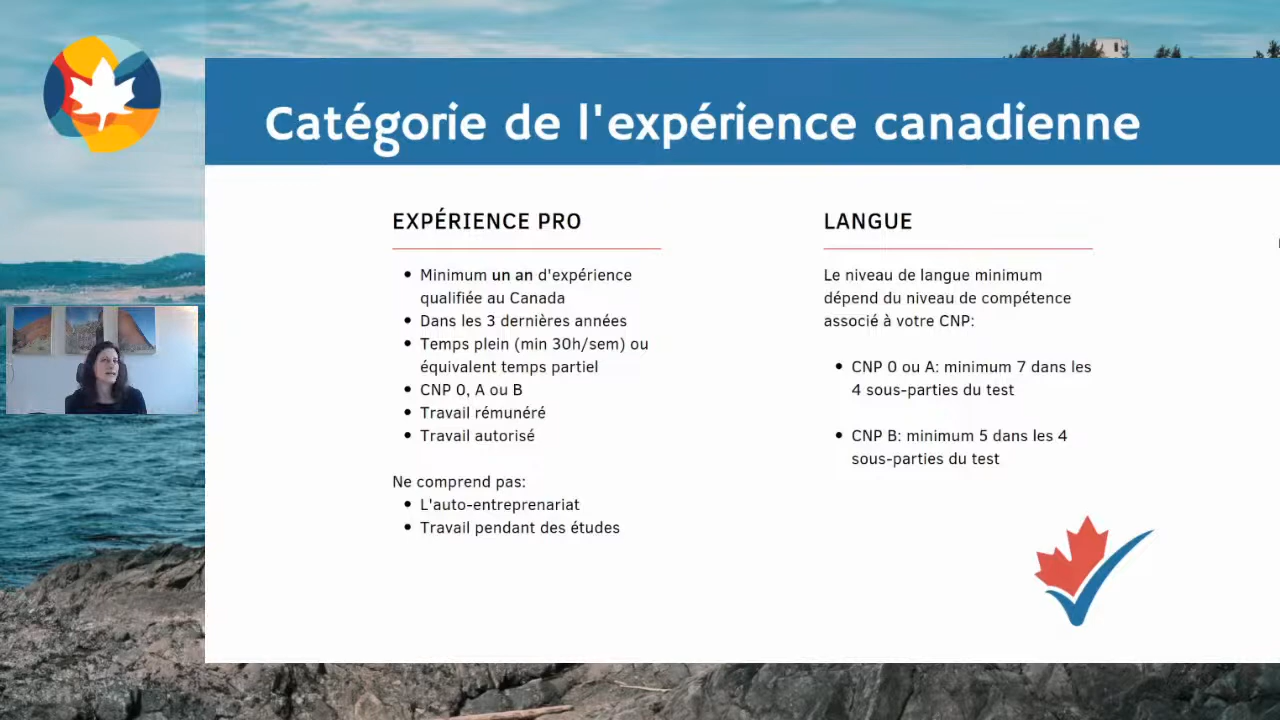 Catégorie de l'expérience canadienne
EXPÉRIENCE PRO
Minimum un an d'expérience
qualifiée au Canada
Dans les 3 dernières années
Temps plein (min 30h/sem) ou
équivalent temps partiel
CNP 0, A ou B
Travail rémunéré
Travail autorisé
Ne comprend pas:
L'auto-entreprenariat
Travail pendant des études
LANGUE
Le niveau de langue minimum
dépend du niveau de compétence
associé à votre CNP:
CNP 0 ou A: minimum 7 dans les
4 sous-parties du test
CNP B: minimum 5 dans les 4
sous-parties du test